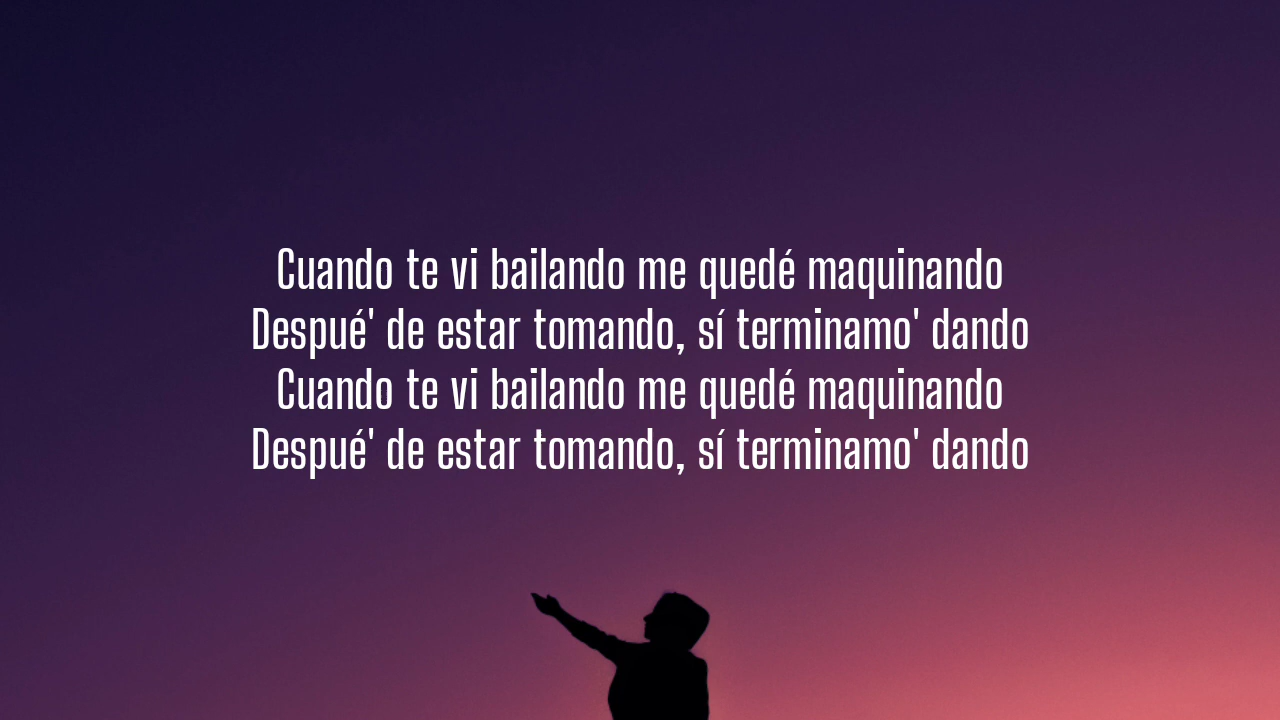 Cuando te vi bailando me quedé maquinando
Despué' de estar tomando, sí terminamo' dando
Cuando te vi bailando me quedé maquinando
Despué' de estar tomando, sí terminamo' dando